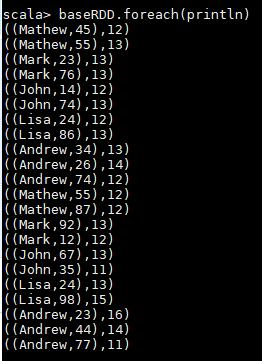 scala> baseRDD.foreach(println)
((Mathew,45),12)
((Mathew,55),13)
((Mark,23),13)
((Mark,76),13)
((John,14),12)
((John,74),13)
((Lisa,24),12)
((Lisa,86),13)
((Andrew,34),13)
((Andrew,26),14)
((Andrew,74),12)
((Mathew,55),12)
((Mathew,87),12)
((Mark,92),13)
((Mark,12),12)
((John,67),13)
((John,35),11)
((Lisa,24),13)
((Lisa,98),15)
((Andrew,23),16)
((Andrew,44),14)
((Andrew,77),11)